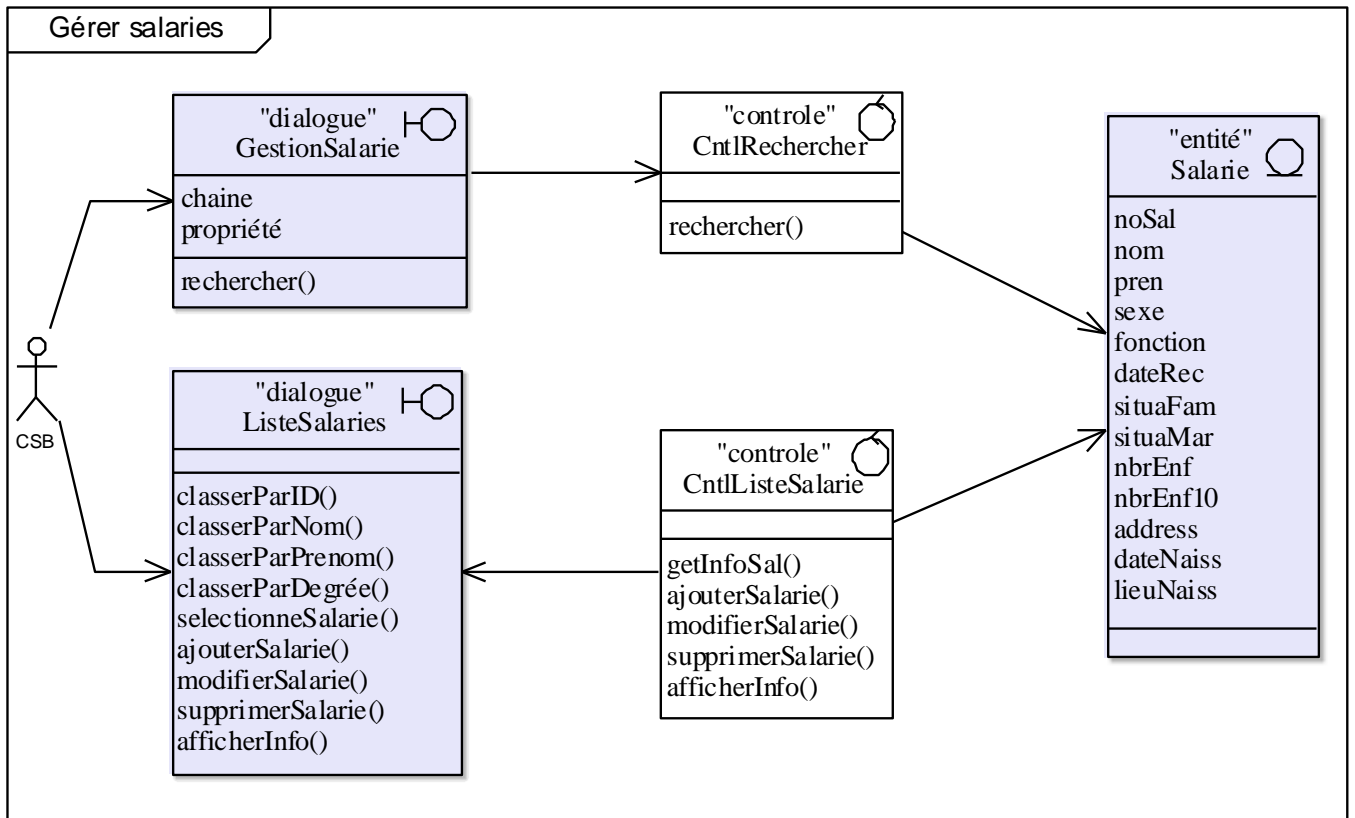 Gérer salaries
"dialogue"
GestionSalarie
chaine
propriété
rechercher()
"controle"
CntlRechercher
rechercher()
"entité"
Salarie
noSal
nom
pren
sexe
fonction
dateRec
situaFam
situaMar
nbrEnf
nbrEnf10
address
dateNaiss
lieuNaiss
CSB
"dialogue"
ListeSalaries
classerParID()
classerParNom()
classerParPrenom()
classerParDegrée()
selectionneSalarie()
ajouterSalarie()
modifierSalarie()
supprimerSalarie()
afficherInfo()
"controle"
CntlListeSalarie
getInfoSal()
ajouterSalarie()
modifierSalarie()
supprimerSalarie()
afficherInfo()